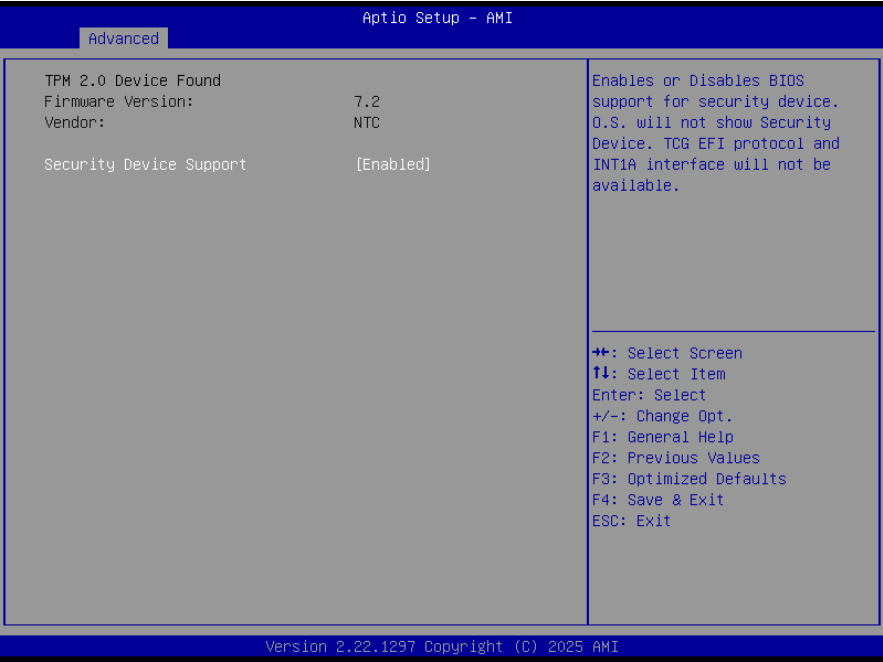 Aptio Setup - AMI
Advanced
TPM 2.0 Device Found
Firmware Version: 7.2
Vendor: NTC
Security Device Support [Enabled]
Enables or Disables BIOS
support for security device.
O.S. will not show Security
Device. TCG EFI protocol and
INT1A interface will not be
available.
→←: Select Screen
↑↓: Select Item
Enter: Select
+/-: Change Opt.
F1: General Help
F2: Previous Values
F3: Optimized Defaults
F4: Save & Exit
ESC: Exit
Version 2.22.1297 Copyright (C) 2025 AMI